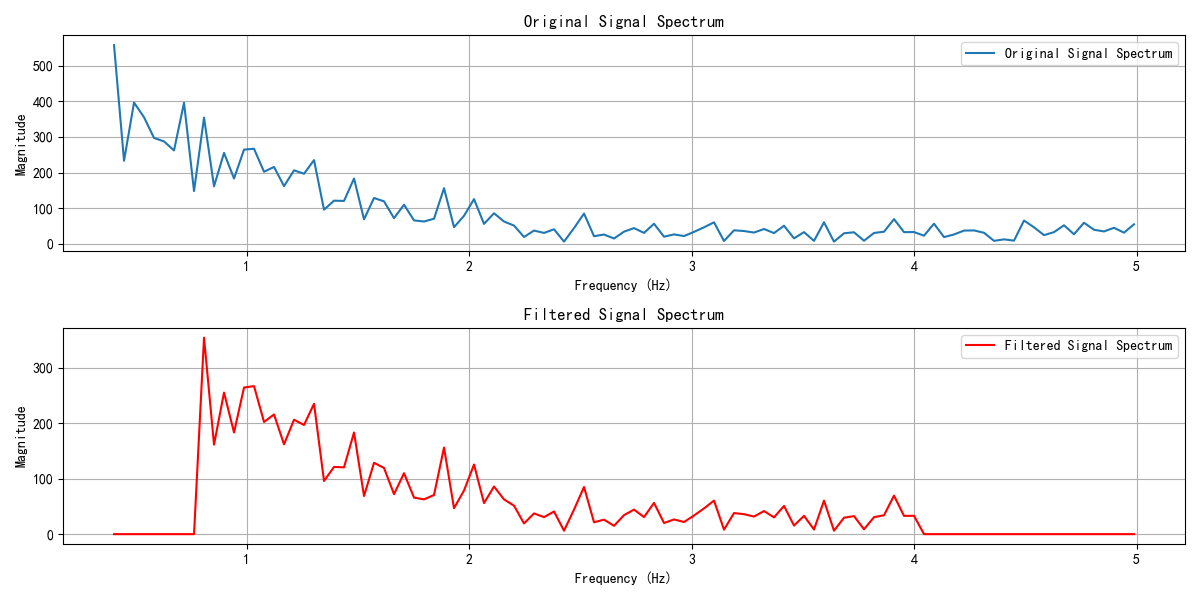 Original Signal Spectrum
Original Signal Spectrum
500
400
300
200
100
0
Magnitude
1 2 3 4 5
Frequency (Hz)
Filtered Signal Spectrum
Filtered Signal Spectrum
300
200
100
0
Magnitude
1 2 3 4 5
Frequency (Hz)